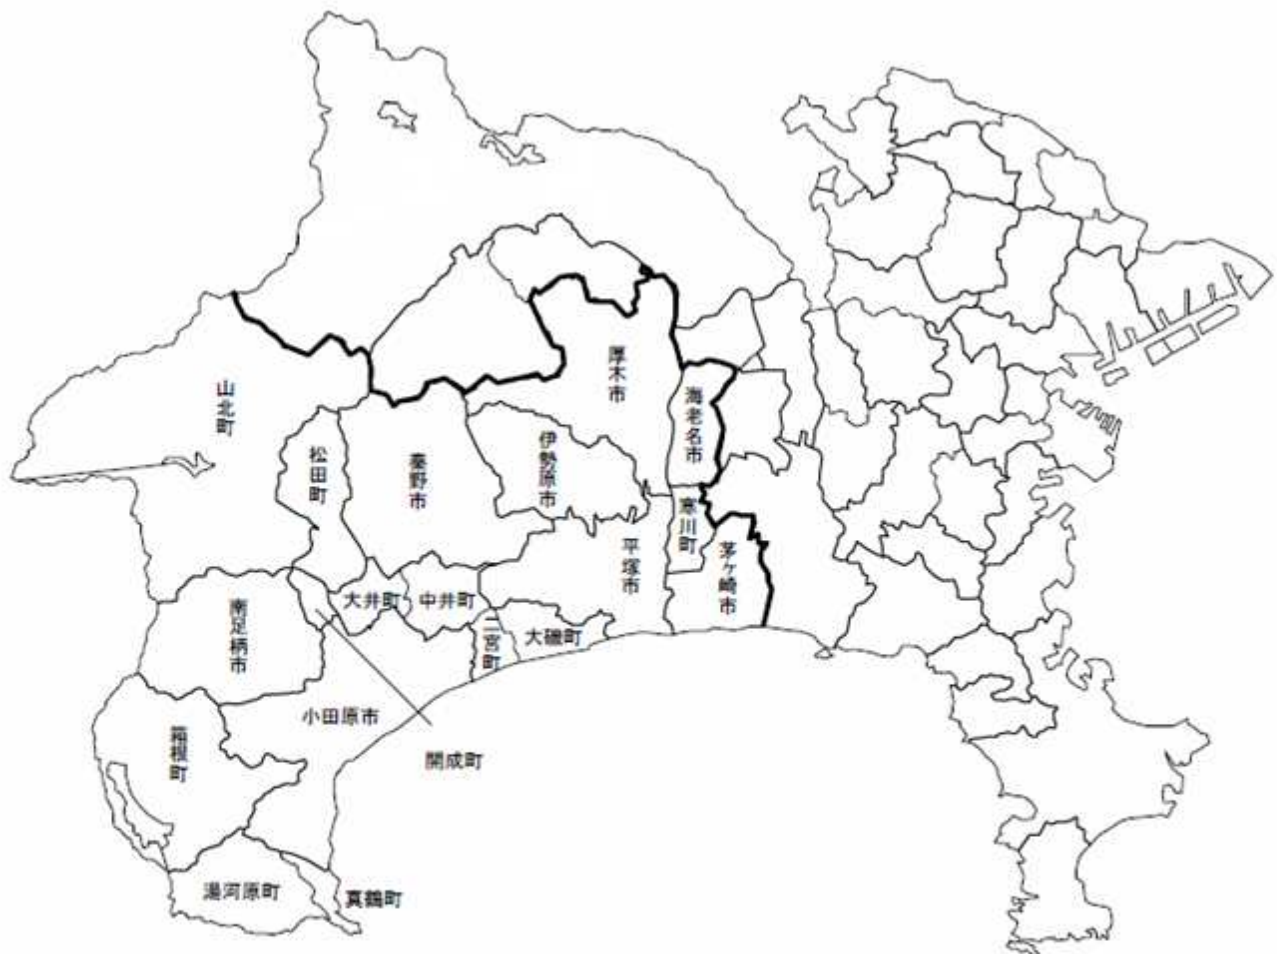 厚木市
山北町
海老名市
松田町
秦野市
伊勢原市
寒川町
平塚市
茅ヶ崎市
大井町
中井町
南足柄市
二宮町
大磯町
小田原市
箱根町
開成町
湯河原町
真鶴町